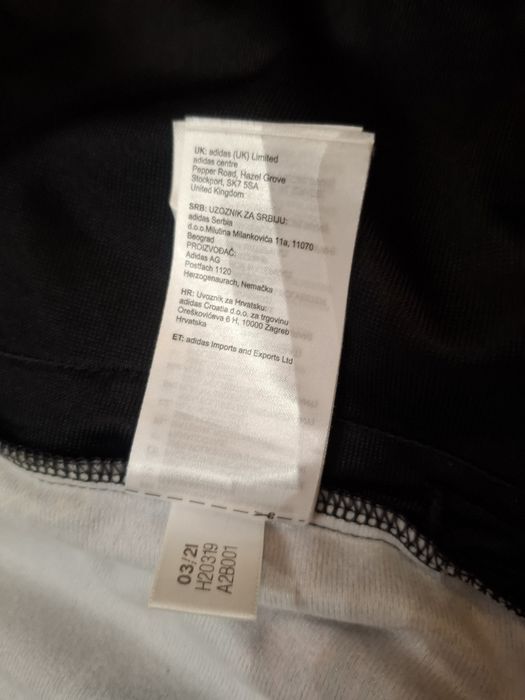 UK: adidas (UK) Limited
adidas centre
Pepper Road, Hazel Grove
Stockport, SK7 5SA
United Kingdom
SRB: UZOZNIK ZA SRBIJU:
adidas Serbia
d.o.o.Milutina Milankovića 11a, 11070
Beograd
PROIZVOĐAČ:
Adidas AG
Postfach 1120
Herzogenaurach, Nemačka
HR: Uvoznik za Hrvatsku:
adidas Croatia d.o.o. za trgovinu
Oreškovićeva 6 H, 10000 Zagreb
Hrvatska
ET: adidas Imports and Exports Ltd
03/21
H20319
A2B001